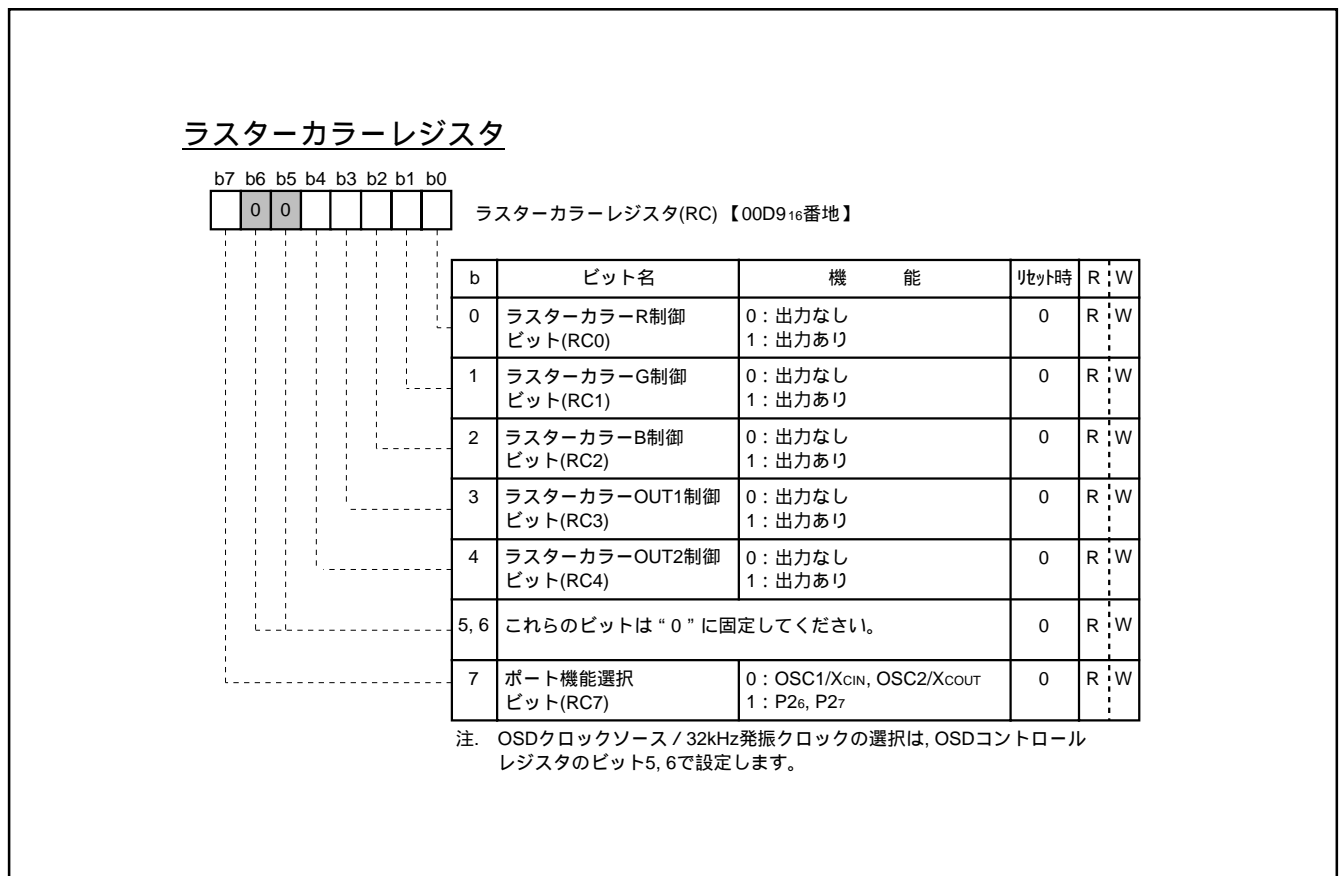 ラスターカラーレジスタ
b7 b6 b5 b4 b3 b2 b1 b0
0 0
ラスターカラーレジスタ(RC)【00D916番地】
b ビット名 機 能 リセット時 R W
0 ラスターカラーR制御 0：出力なし 0 R W
ビット(RC0) 1：出力あり
1 ラスターカラーG制御 0：出力なし 0 R W
ビット(RC1) 1：出力あり
2 ラスターカラーB制御 0：出力なし 0 R W
ビット(RC2) 1：出力あり
3 ラスターカラーOUT1制御 0：出力なし 0 R W
ビット(RC3) 1：出力あり
4 ラスターカラーOUT2制御 0：出力なし 0 R W
ビット(RC4) 1：出力あり
5, 6 これらのビットは“0”に固定してください。 0 R W
7 ポート機能選択 0：OSC1/XCIN, OSC2/XCOUT 0 R W
ビット(RC7) 1：P26, P27
注. OSDクロックソース／32kHz発振クロックの選択は, OSDコントロール
レジスタのビット5, 6で設定します。